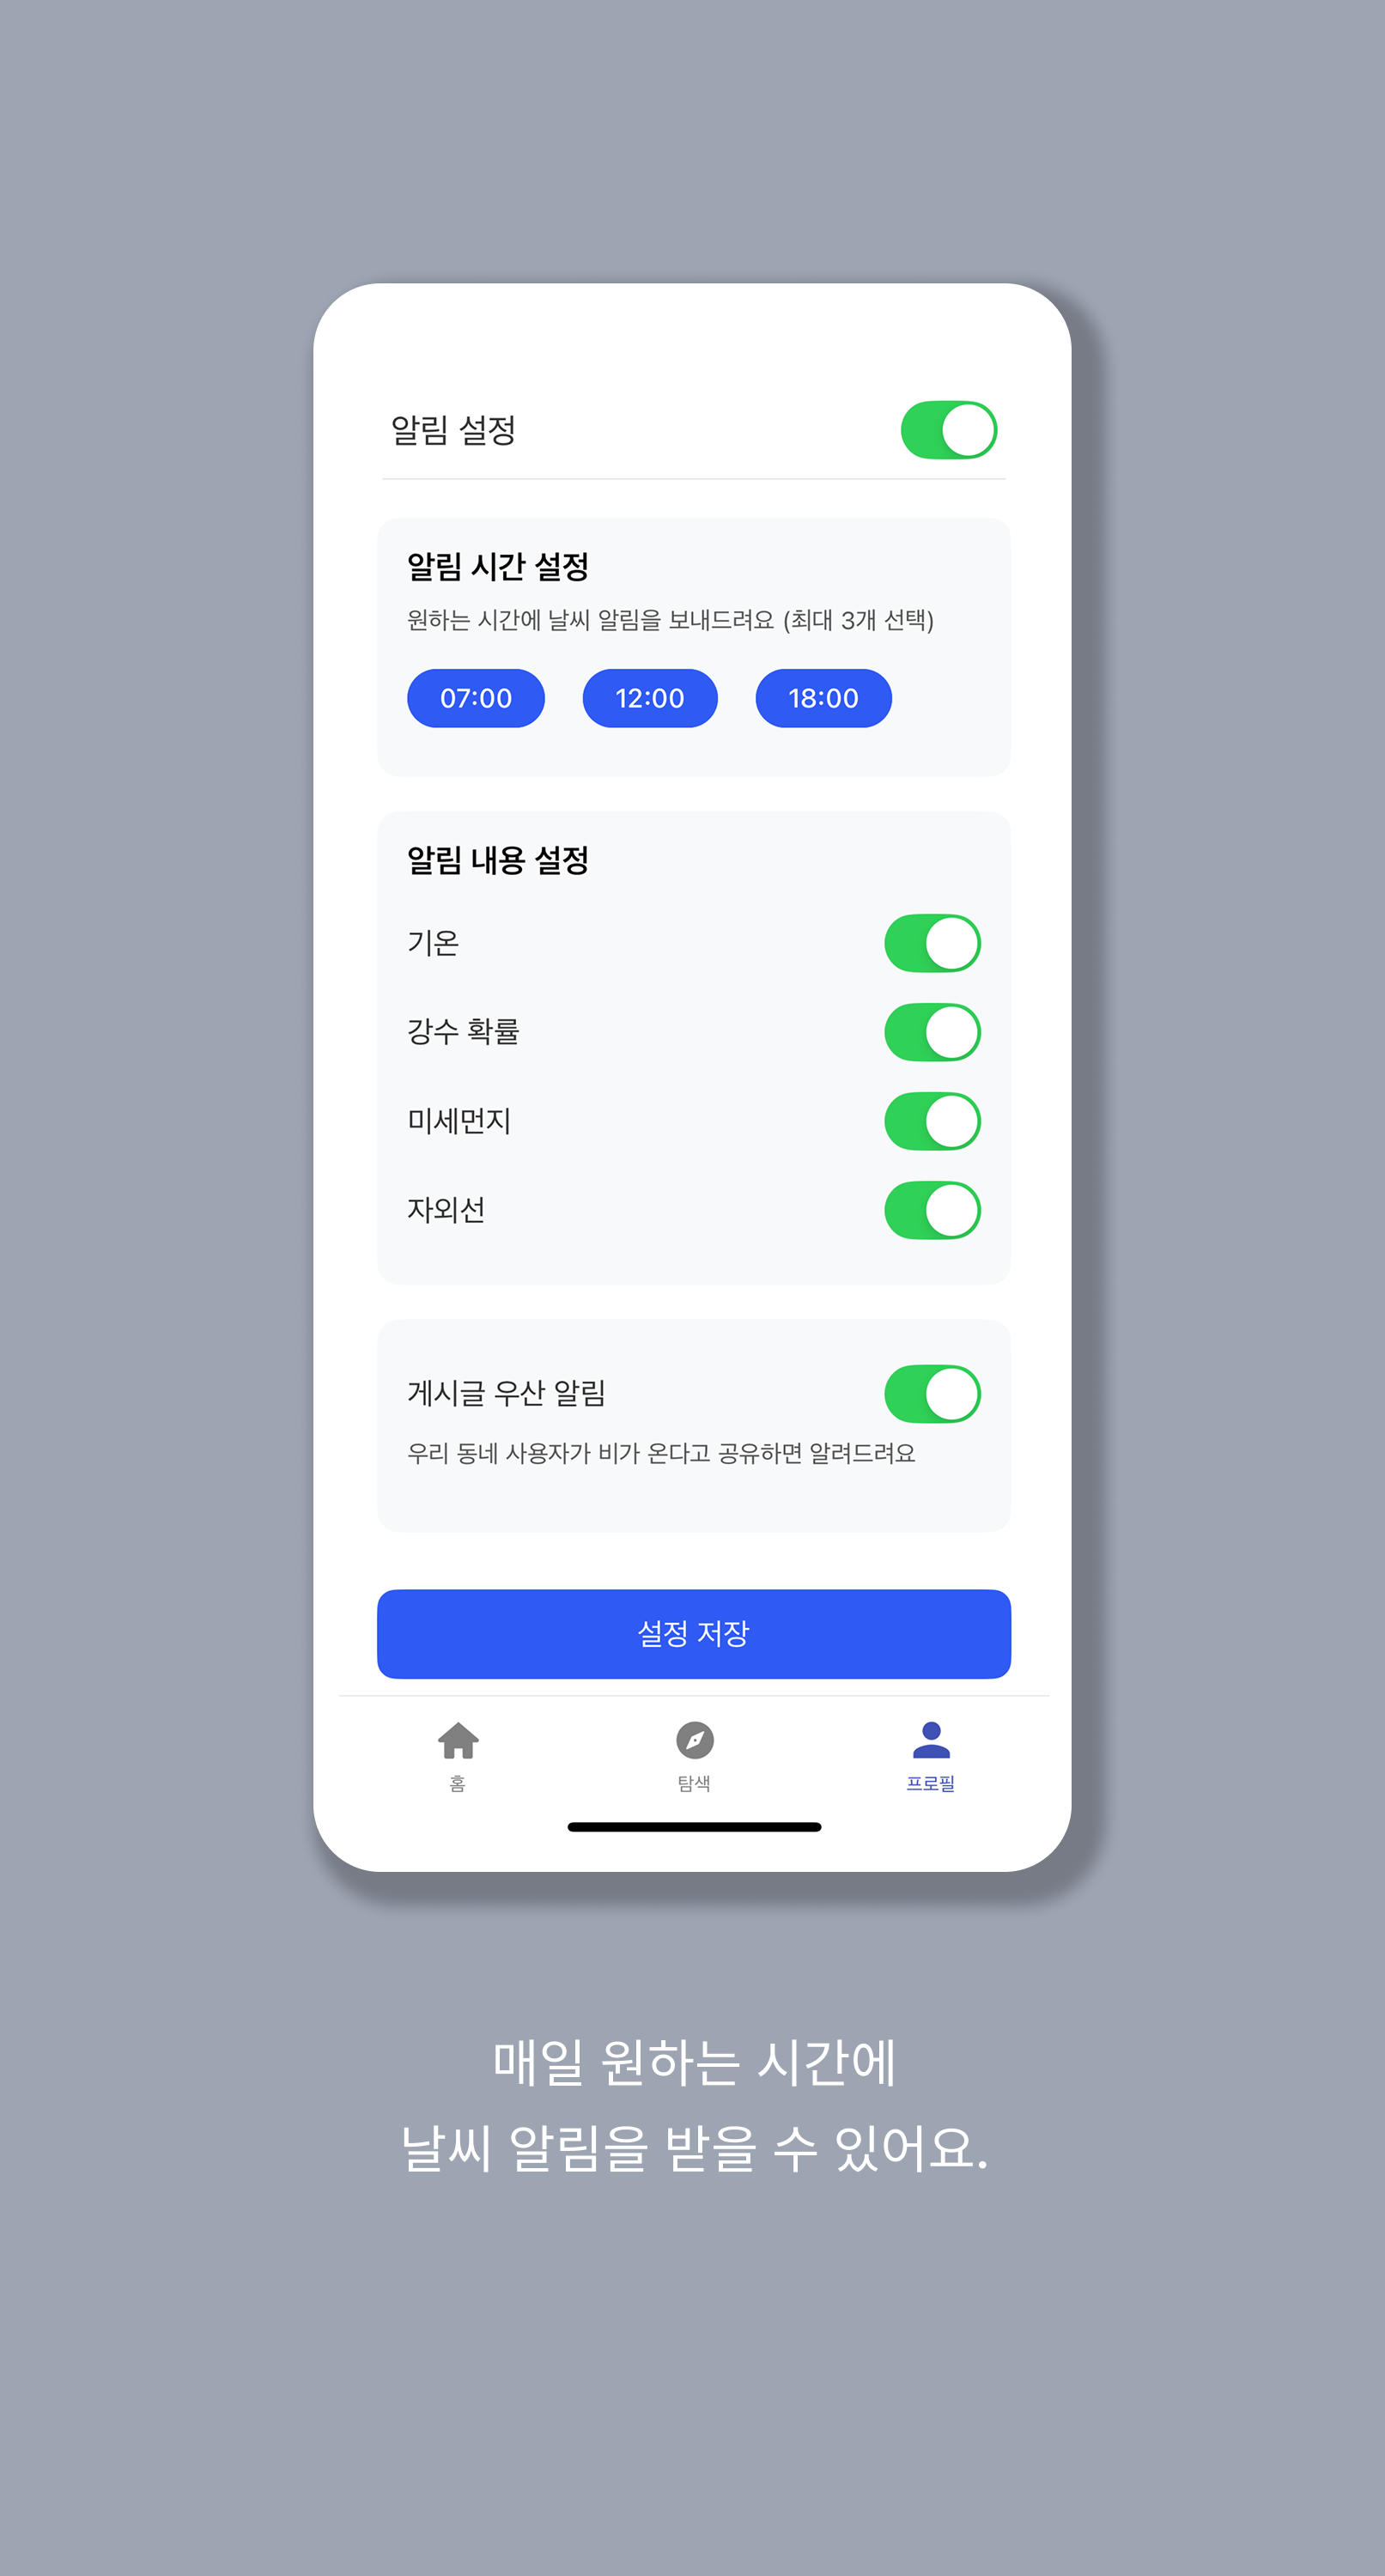 알림 설정
알림 시간 설정
원하는 시간에 날씨 알림을 보내드려요 (최대 3개 선택)
07:00 12:00 18:00
알림 내용 설정
기온
강수 확률
미세먼지
자외선
게시글 우산 알림
우리 동네 사용자가 비가 온다고 공유하면 알려드려요
설정 저장
홈 탐색 프로필
매일 원하는 시간에
날씨 알림을 받을 수 있어요.